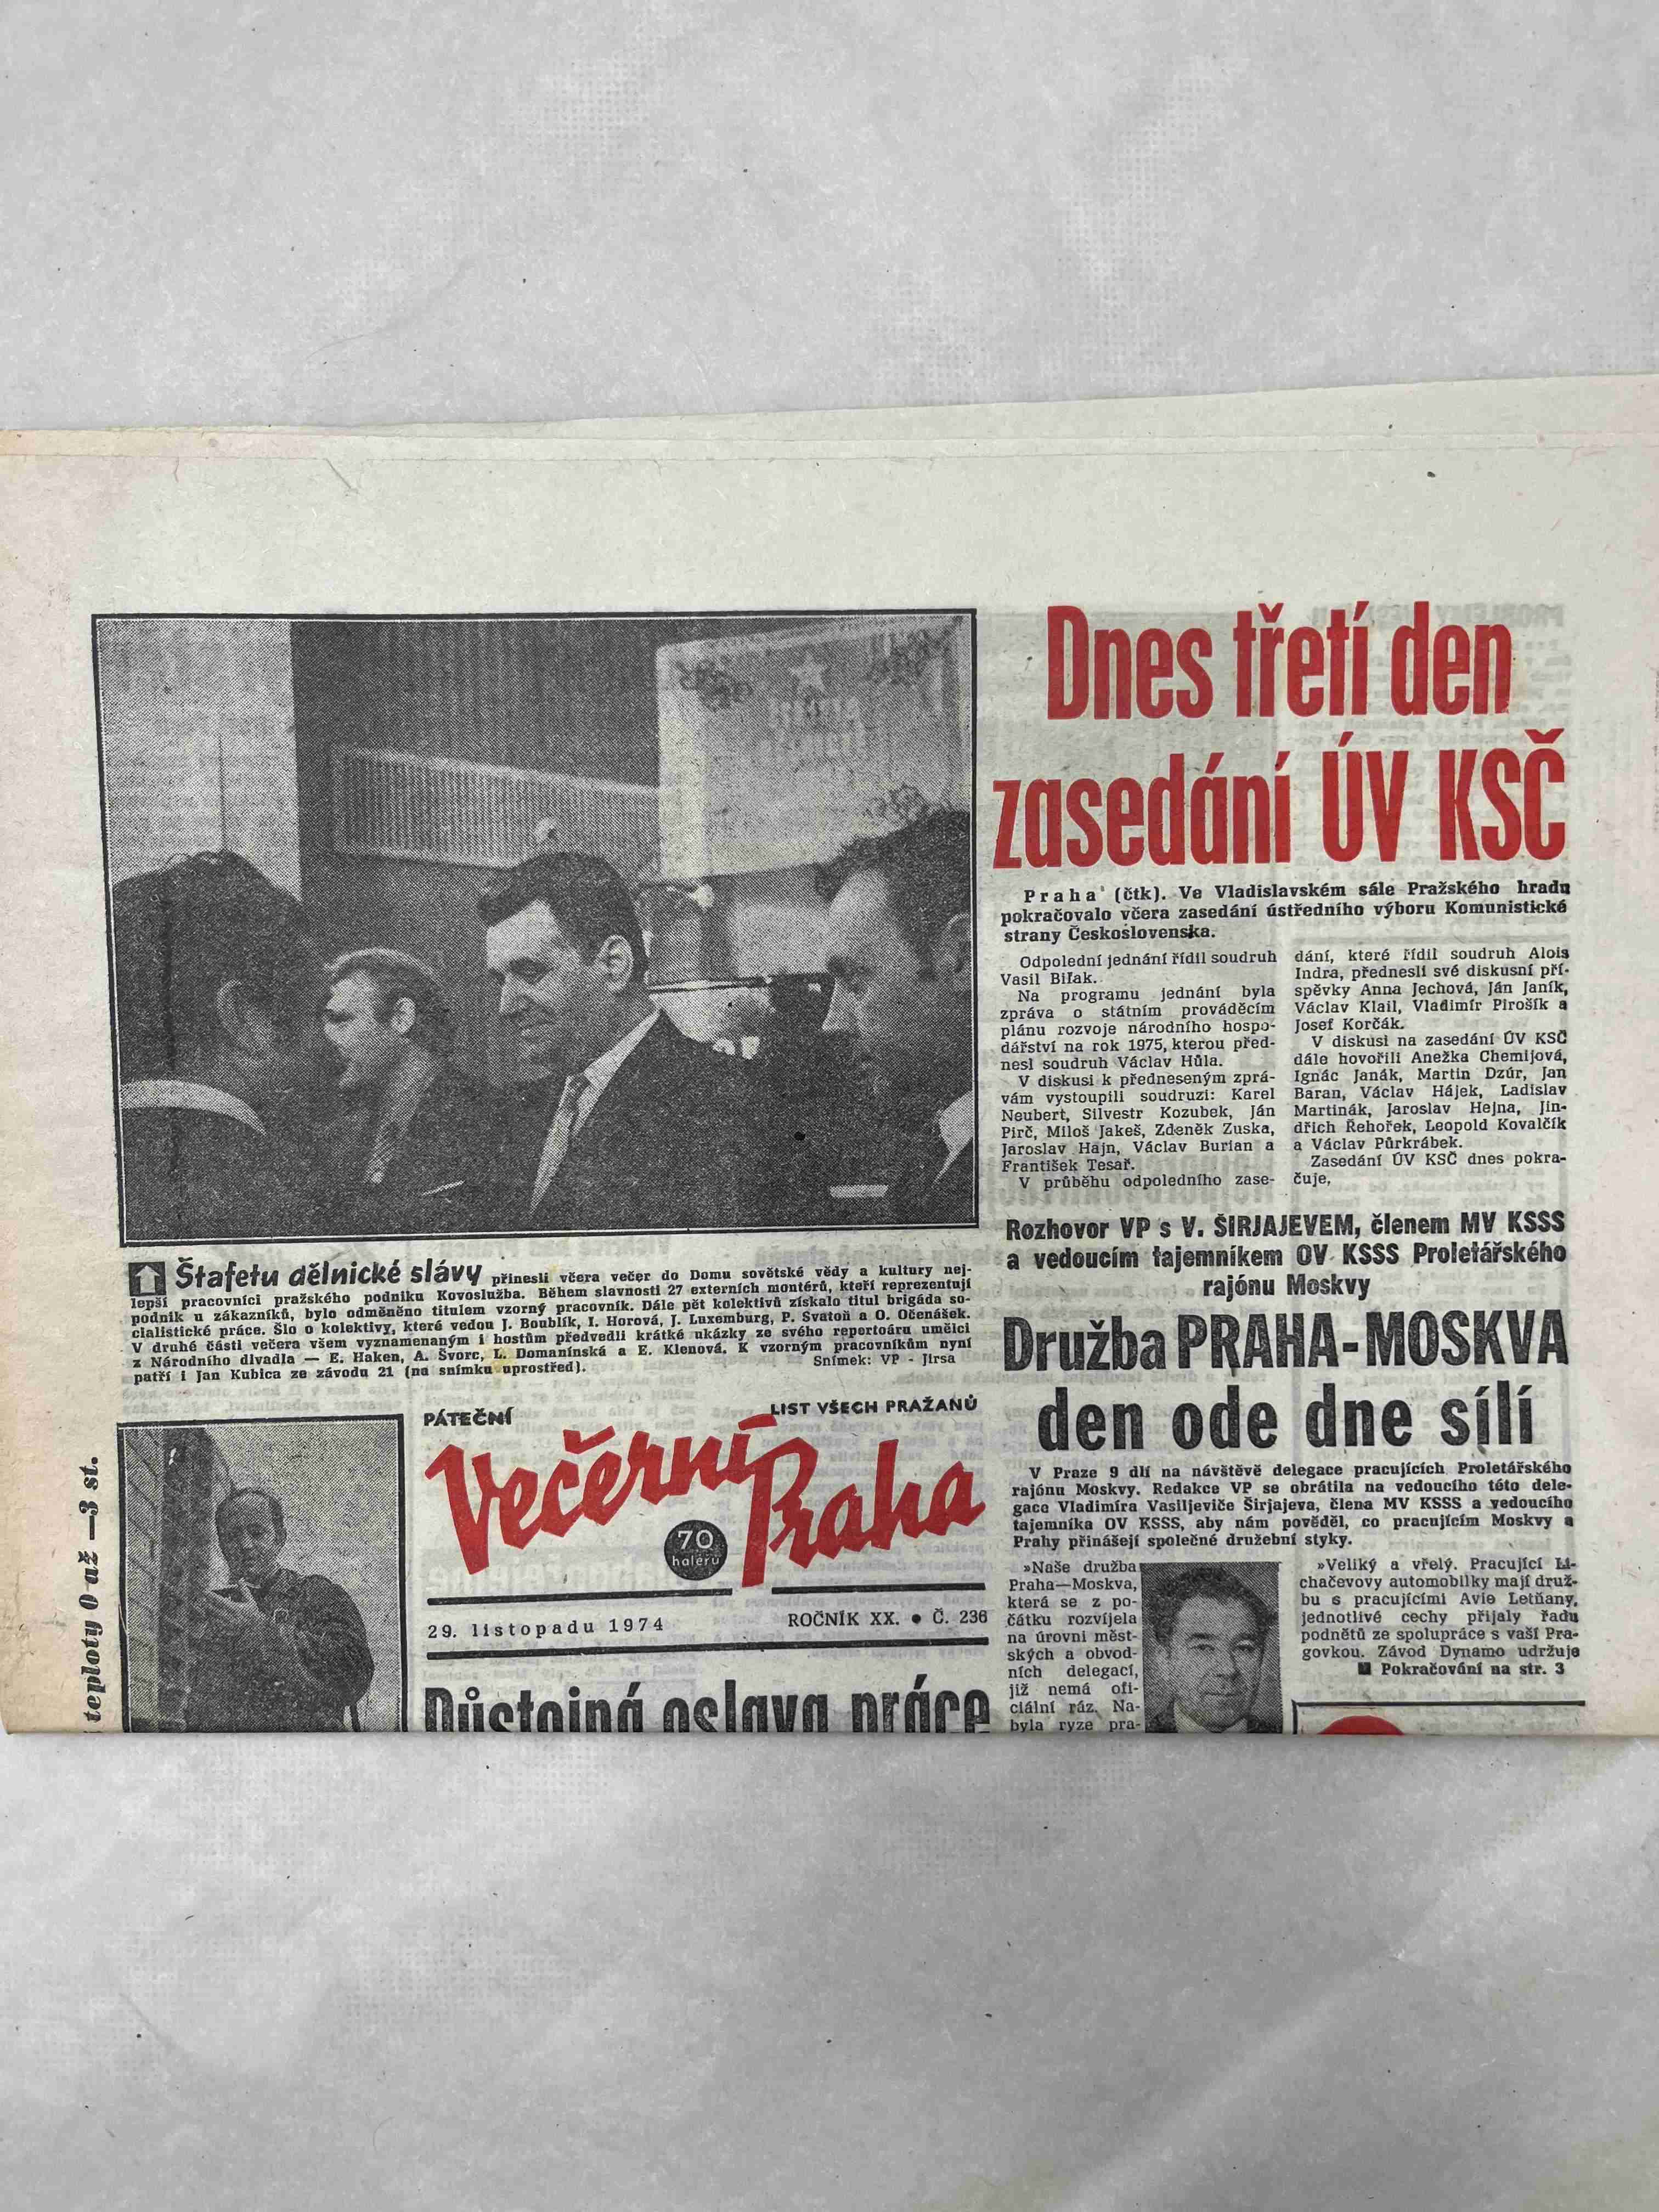 Dnes třetí den
zasedání ÚV KSČ
Praha (čtk). Ve Vladislavském sále Pražského hradu
pokračovalo včera zasedání ústředního výboru Komunistické
strany Československa.
Odpolední jednání řídil soudruh
Vasil Biľak.
Na programu jednání byla
zpráva o státním prováděcím
plánu rozvoje národního hospo-
dářství na rok 1975, kterou před-
nesl soudruh Václav Hůla.
V diskusi k předneseným zprá-
vám vystoupili soudruzi: Karel
Neubert, Silvestr Kozubek, Ján
Pirč, Miloš Jakeš, Zdeněk Zuska,
Jaroslav Hajn, Václav Burian a
František Tesař.
V průběhu odpoledního zase-
dání, které řídil soudruh Alois
Indra, přednesli své diskusní pří-
spěvky Anna Jechová, Ján Janík,
Václav Klail, Vladimír Pirošík a
Josef Korčák.
V diskusi na zasedání ÚV KSČ
dále hovořili Anežka Chemijová,
Ignác Janák, Martin Dzúr, Jan
Baran, Václav Hájek, Ladislav
Martinák, Jaroslav Hejna, Jin-
dřich Řehořek, Leopold Kovalčík
a Václav Půrkrábek.
Zasedání ÚV KSČ dnes pokra-
čuje,
Štafetu dělnické slávy přinesli včera večer do Domu sovětské vědy a kultury nej-
lepší pracovníci pražského podniku Kovoslužba. Během slavnosti 27 externích montérů, kteří reprezentují
podnik u zákazníků, bylo odměněno titulem vzorný pracovník. Dále pět kolektivů získalo titul brigáda so-
cialistické práce. Šlo o kolektivy, které vedou J. Boublík, I. Horová, J. Luxemburg, P. Svatoň a O. Očenášek.
V druhé části večera všem vyznamenaným i hostům předvedli krátké ukázky ze svého repertoáru umělci
z Národního divadla — E. Haken, A. Švorc, L. Domanínská a E. Klenová. K vzorným pracovníkům nyní
patří i Jan Kubica ze závodu 21 (na snímku uprostřed). Snímek: VP - Jirsa
Rozhovor VP s V. ŠIRJAJEVEM, členem MV KSSS
a vedoucím tajemníkem OV KSSS Proletářského
rajónu Moskvy
Družba PRAHA-MOSKVA
den ode dne sílí
V Praze 9 dlí na návštěvě delegace pracujících Proletářského
rajónu Moskvy. Redakce VP se obrátila na vedoucího této dele-
gace Vladimíra Vasiljeviče Širjajeva, člena MV KSSS a vedoucího
tajemníka OV KSSS, aby nám pověděl, co pracujícím Moskvy a
Prahy přinášejí společné družební styky.
»Naše družba
Praha—Moskva,
která se z po-
čátku rozvíjela
na úrovni měst-
ských a obvod-
ních delegací,
již nemá ofi-
ciální ráz. Na-
byla ryze pra-
»Veliký a vřelý. Pracující Li-
chačevovy automobilky mají druž-
bu s pracujícími Avie Letňany,
jednotlivé cechy přijaly řadu
podnětů ze spolupráce s vaší Pra-
govkou. Závod Dynamo udržuje
Pokračování na str. 3
PÁTEČNÍ
LIST VŠECH PRAŽANŮ
Večerní
Praha
70
haléřů
29. listopadu 1974
ROČNÍK XX. ● Č. 236
Důstojná oslava práce
teploty 0 až —3 st.